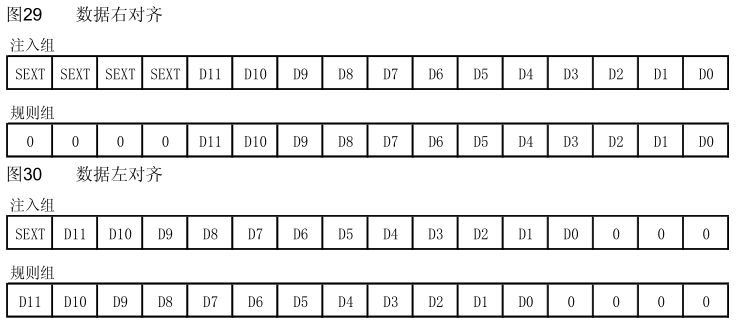 图29 数据右对齐
注入组
SEXT SEXT SEXT SEXT D11 D10 D9 D8 D7 D6 D5 D4 D3 D2 D1 D0
规则组
0 0 0 0 D11 D10 D9 D8 D7 D6 D5 D4 D3 D2 D1 D0
图30 数据左对齐
注入组
SEXT D11 D10 D9 D8 D7 D6 D5 D4 D3 D2 D1 D0 0 0 0
规则组
D11 D10 D9 D8 D7 D6 D5 D4 D3 D2 D1 D0 0 0 0 0